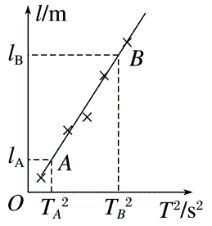 l/m
l_B
B
l_A
A
O
T_A²
T_B²
T²/s²